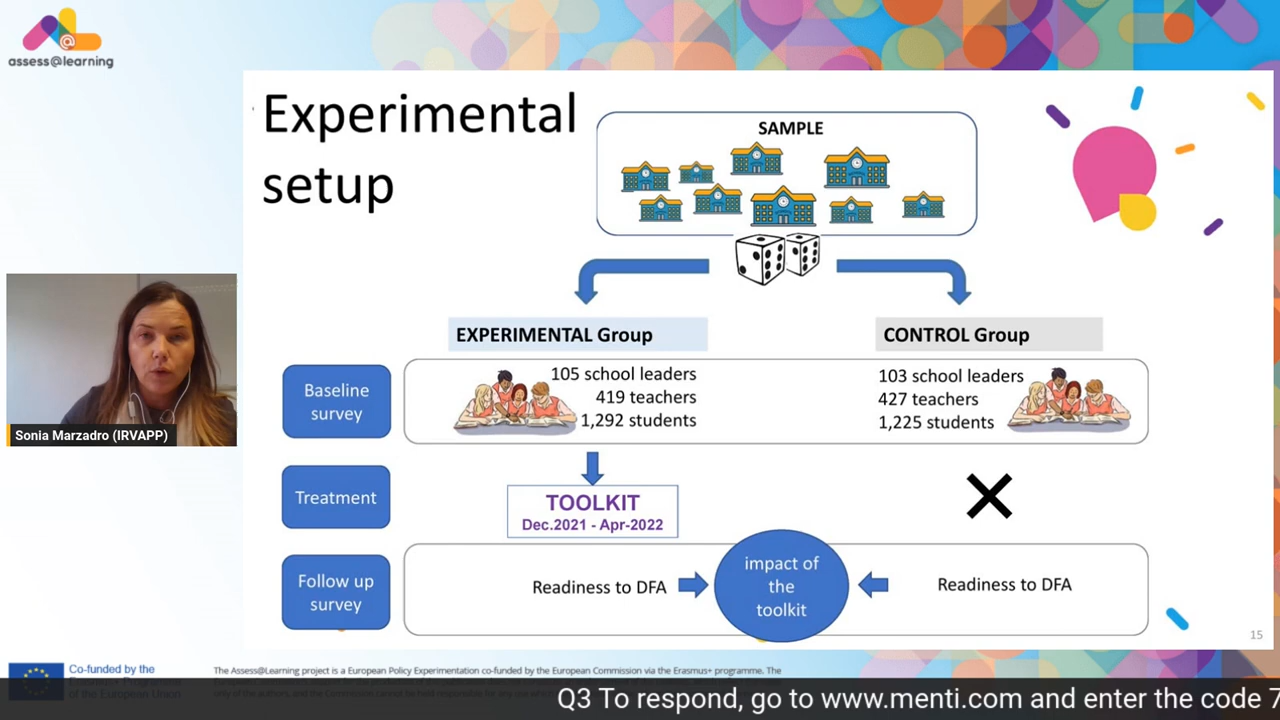 assess@learning
Experimental
setup
SAMPLE
EXPERIMENTAL Group
CONTROL Group
Baseline
survey
105 school leaders
419 teachers
1,292 students
103 school leaders
427 teachers
1,225 students
Treatment
TOOLKIT
Dec.2021 - Apr-2022
Follow up
survey
Readiness to DFA
impact of
the
toolkit
Readiness to DFA
15
Sonia Marzadro (IRVAPP)
Co-funded by the
of the European Union
The Assess@Learning project is a European Policy Experimentation co-funded by the European Commission via the Erasmus+ programme. The
Q3 To respond, go to www.menti.com and enter the code 7